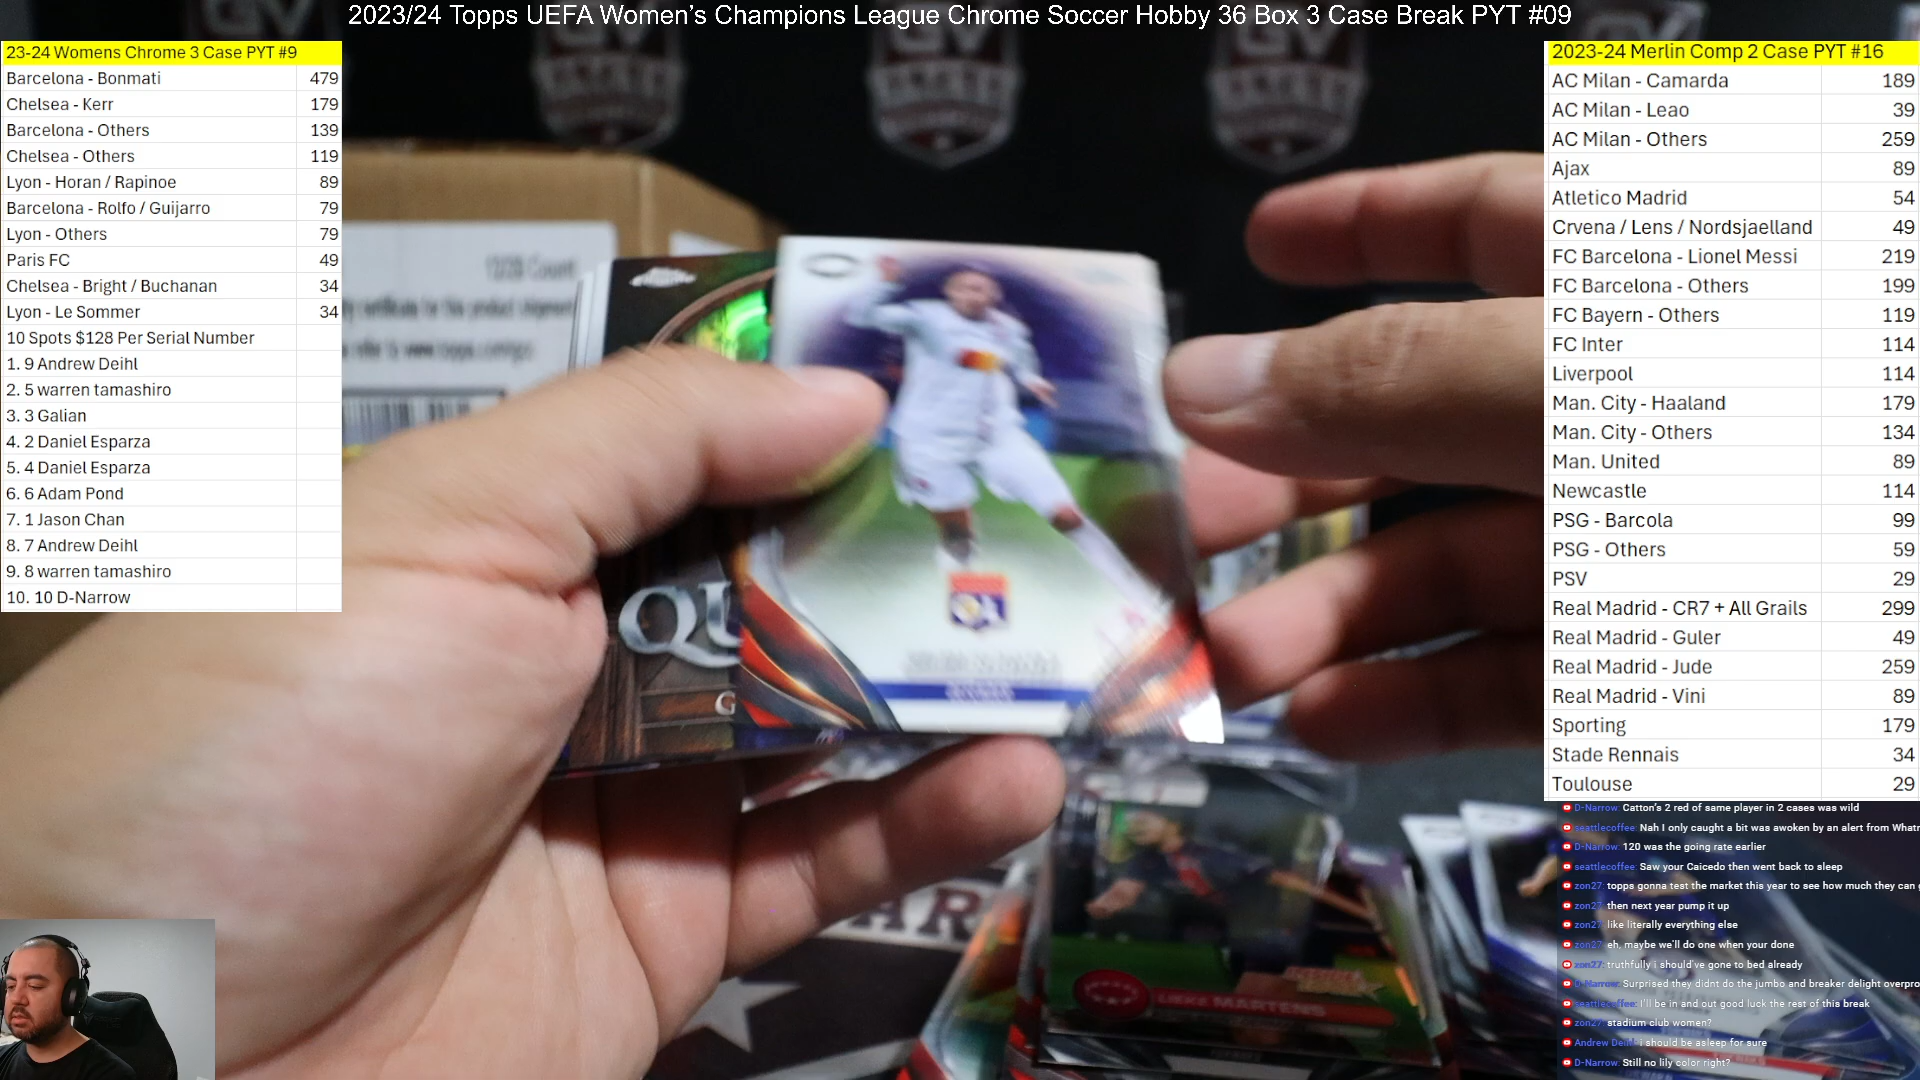 2023/24 Topps UEFA Women's Champions League Chrome Soccer Hobby 36 Box 3 Case Break PYT #09
23-24 Womens Chrome 3 Case PYT #9
Barcelona - Bonmati 479
Chelsea - Kerr 179
Barcelona - Others 139
Chelsea - Others 119
Lyon - Horan / Rapinoe 89
Barcelona - Rolfo / Guijarro 79
Lyon - Others 79
Paris FC 49
Chelsea - Bright / Buchanan 34
Lyon - Le Sommer 34
10 Spots $128 Per Serial Number
1. 9 Andrew Deihl
2. 5 warren tamashiro
3. 3 Galian
4. 2 Daniel Esparza
5. 4 Daniel Esparza
6. 6 Adam Pond
7. 1 Jason Chan
8. 7 Andrew Deihl
9. 8 warren tamashiro
10. 10 D-Narrow
2023-24 Merlin Comp 2 Case PYT #16
AC Milan - Camarda 189
AC Milan - Leao 39
AC Milan - Others 259
Ajax 89
Atletico Madrid 54
Crvena / Lens / Nordsjaelland 49
FC Barcelona - Lionel Messi 219
FC Barcelona - Others 199
FC Bayern - Others 119
FC Inter 114
Liverpool 114
Man. City - Haaland 179
Man. City - Others 134
Man. United 89
Newcastle 114
PSG - Barcola 99
PSG - Others 59
PSV 29
Real Madrid - CR7 + All Grails 299
Real Madrid - Guler 49
Real Madrid - Jude 259
Real Madrid - Vini 89
Sporting 179
Stade Rennais 34
Toulouse 29
D-Narrow: Catton's 2 red of same player in 2 cases was wild
seattlecoffee: Nah I only caught a bit was awoken by an alert from Whatn
D-Narrow: 120 was the going rate earlier
seattlecoffee: Saw your Caicedo then went back to sleep
zon27: topps gonna test the market this year to see how much they can g
zon27: then next year pump it up
zon27: like literally everything else
zon27: eh, maybe we'll do one when your done
zon27: truthfully i should've gone to bed already
D-Narrow: Surprised they didnt do the jumbo and breaker delight overpro
seattlecoffee: I'll be in and out good luck the rest of this break
zon27: stadium club women?
Andrew Deihl: i should be asleep for sure
D-Narrow: Still no lily color right?
1228 Count
QU
G
MARTENS